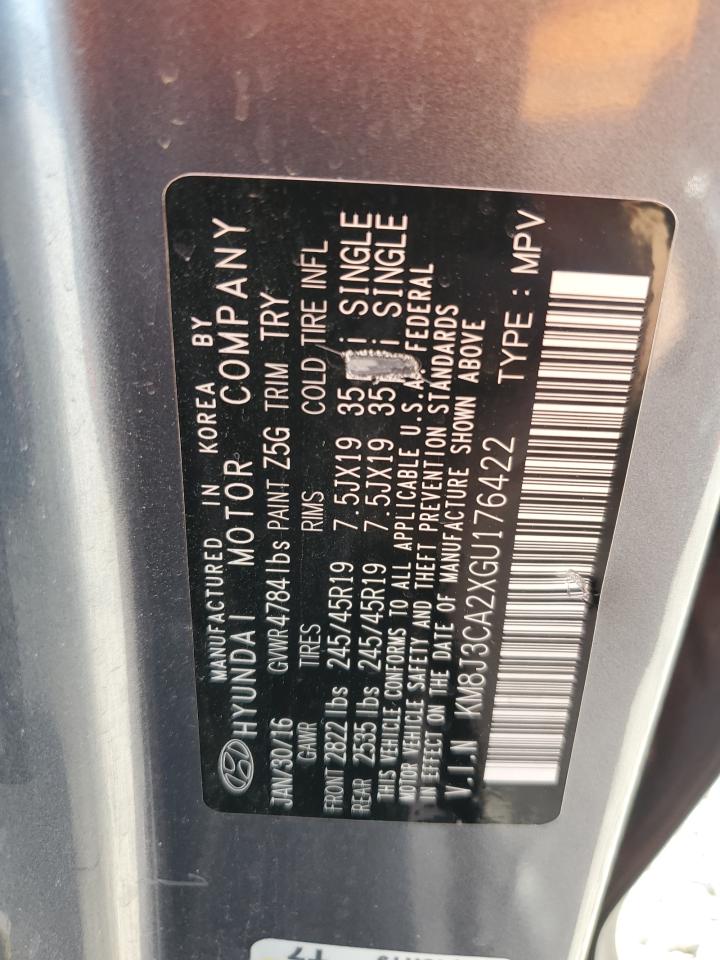 MANUFACTURED IN KOREA BY
HYUNDAI MOTOR COMPANY
JAN/30/16 GVWR4784lbs PAINT Z5G TRIM TRY
GAWR TIRES RIMS COLD TIRE INFL
FRONT 2822 lbs 245/45R19 7.5JX19 35 i SINGLE
REAR 2535 lbs 245/45R19 7.5JX19 35 i SINGLE
THIS VEHICLE CONFORMS TO ALL APPLICABLE U.S.A. FEDERAL
MOTOR VEHICLE SAFETY AND THEFT PREVENTION STANDARDS
IN EFFECT ON THE DATE OF MANUFACTURE SHOWN ABOVE
V.I.N KM8J3CA2XGU176422 TYPE : MPV